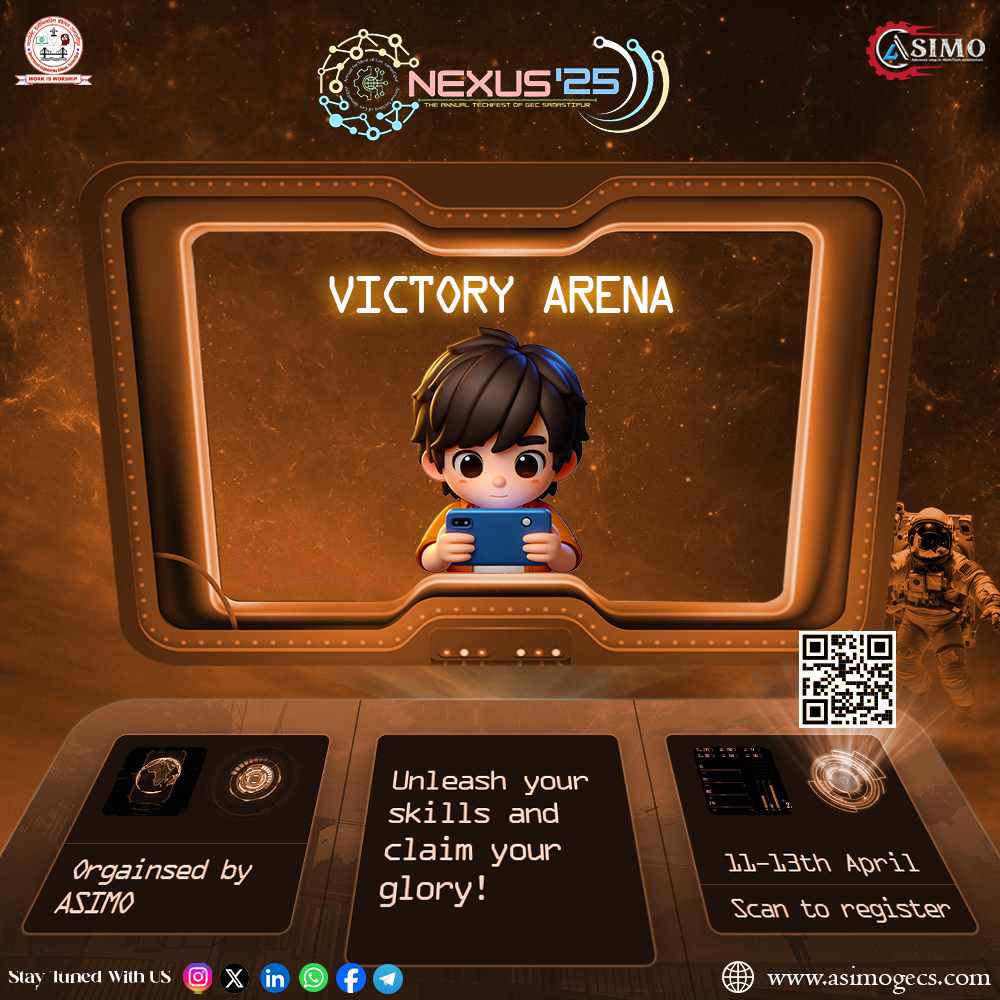 WORK IS WORSHIP
NEXUS'25
THE ANNUAL TECHFEST OF GEC SAMASTIPUR
ASIMO
VICTORY ARENA
Unleash your
skills and
claim your
glory!
Orgainsed by
ASIMO
11-13th April
Scan to register
Stay Tuned With US
www.asimogecs.com